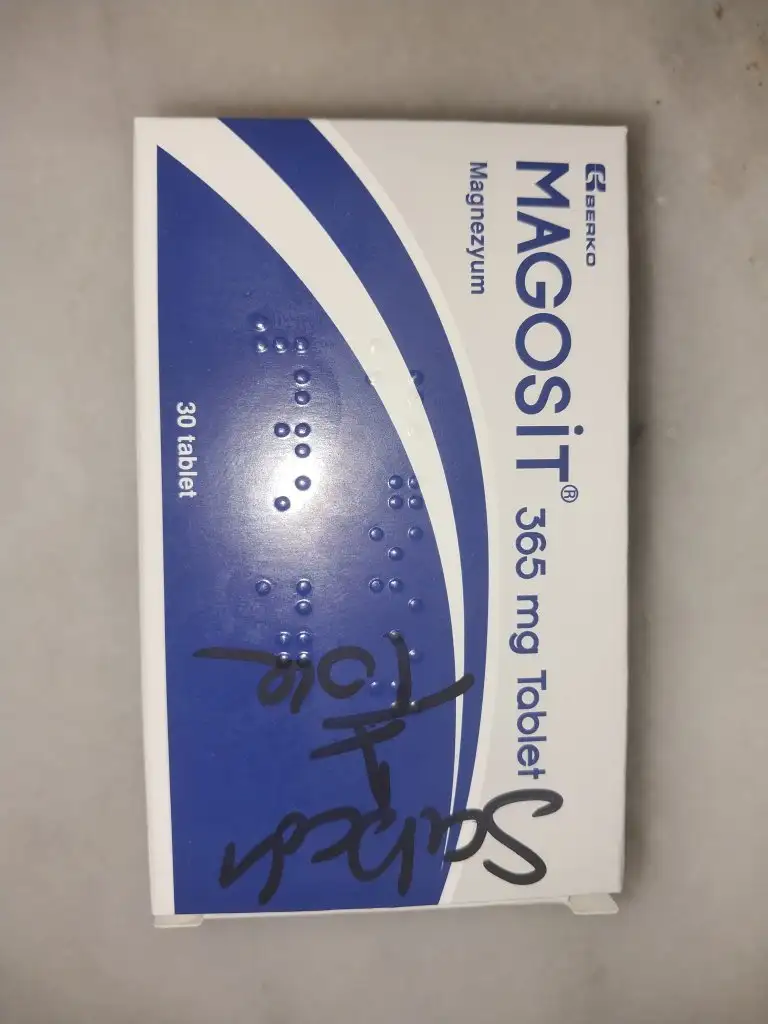 BERKO
MAGOSİT® 365 mg Tablet
Magnezyum
30 tablet
Sabah
Tok